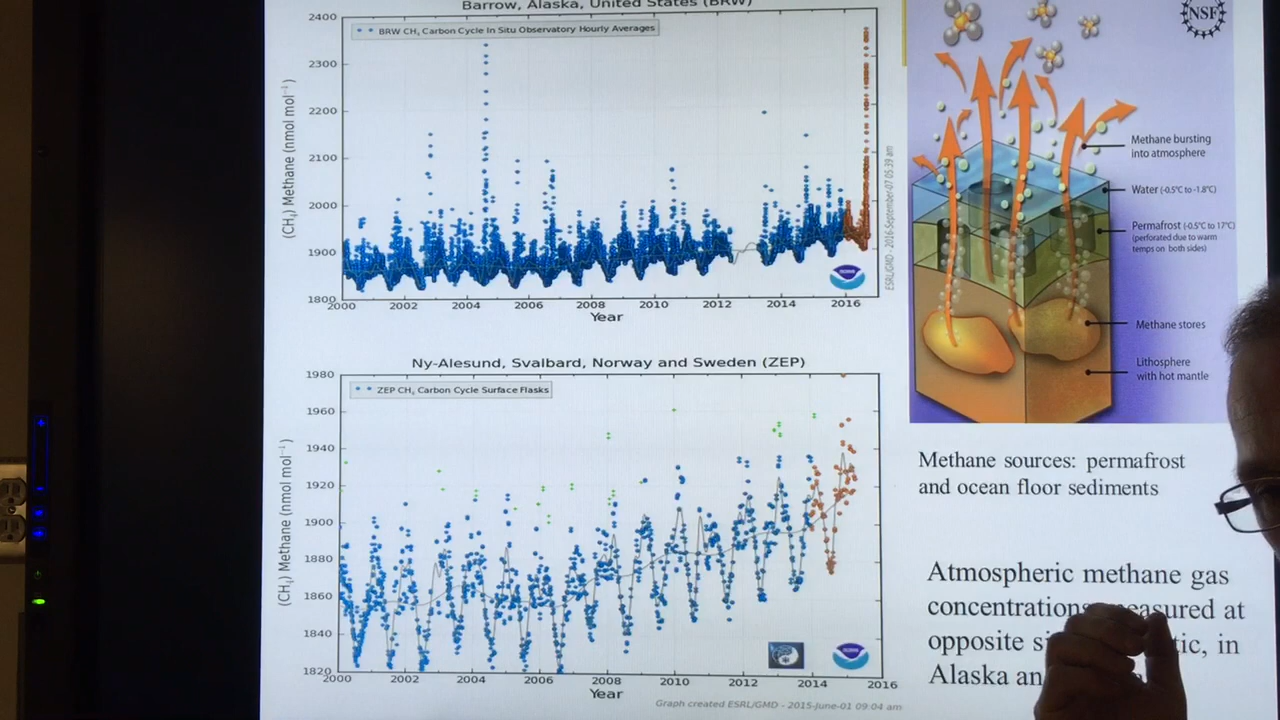 Barrow, Alaska, United States (BRW)
BRW CH₄ Carbon Cycle In Situ Observatory Hourly Averages
(CH₄) Methane (nmol mol⁻¹)
2400
2300
2200
2100
2000
1900
1800
2000 2002 2004 2006 2008 2010 2012 2014 2016
Year
ESRL/GMD - 2016-September-07 05:39 am
Ny-Alesund, Svalbard, Norway and Sweden (ZEP)
ZEP CH₄ Carbon Cycle Surface Flasks
(CH₄) Methane (nmol mol⁻¹)
1980
1960
1940
1920
1900
1880
1860
1840
1820
2000 2002 2004 2006 2008 2010 2012 2014 2016
Year
Graph created ESRL/GMD - 2015-June-01 09:04 am
NSF
Methane bursting
into atmosphere
Water (-0.5°C to -1.8°C)
Permafrost (-0.5°C to 17°C)
(perforated due to warm
temps on both sides)
Methane stores
Lithosphere
with hot mantle
Methane sources: permafrost
and ocean floor sediments
Atmospheric methane gas
concentrations measured at
opposite si tic, in
Alaska an